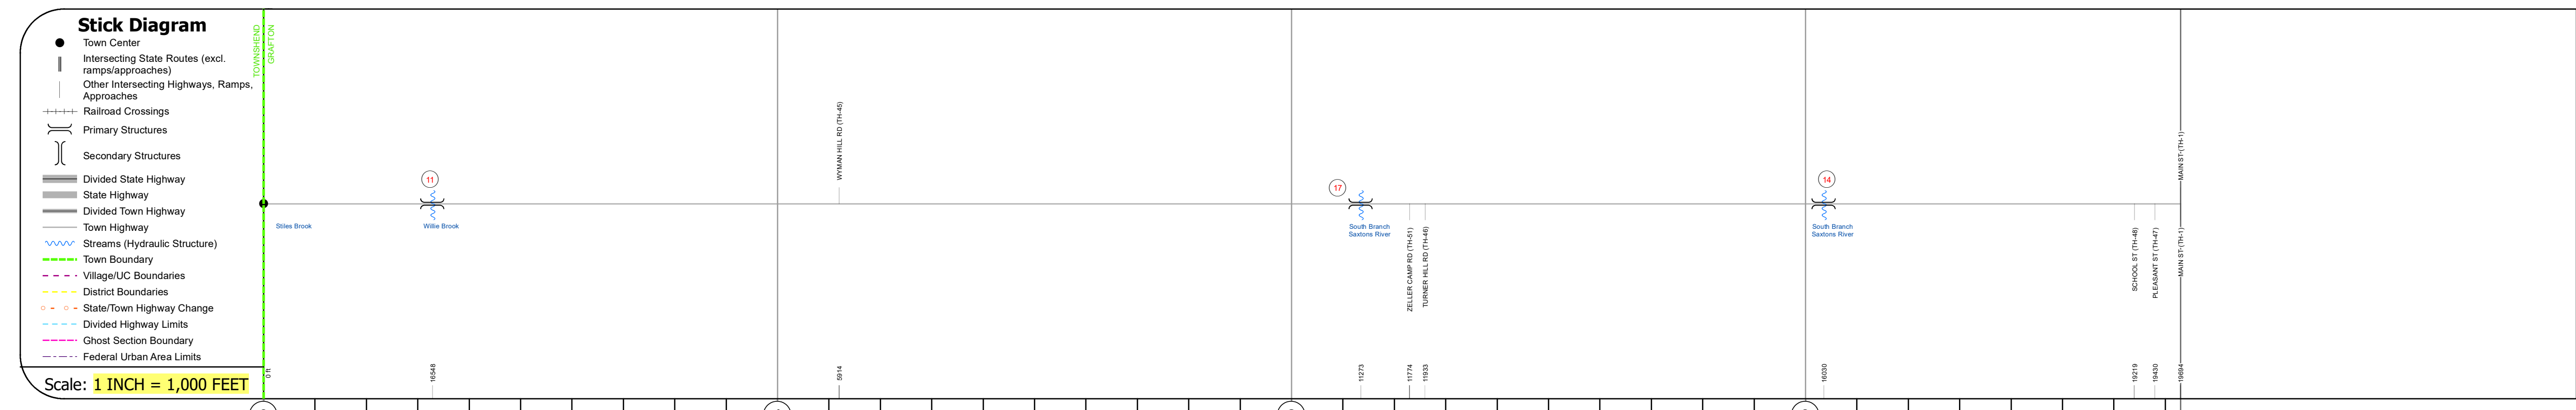 Stick Diagram
Town Center
Intersecting State Routes (excl.
ramps/approaches)
Other Intersecting Highways, Ramps,
Approaches
Railroad Crossings
Primary Structures
Secondary Structures
Divided State Highway
State Highway
Divided Town Highway
Town Highway
Streams (Hydraulic Structure)
Town Boundary
Village/UC Boundaries
District Boundaries
State/Town Highway Change
Divided Highway Limits
Ghost Section Boundary
Federal Urban Area Limits
Scale: 1 INCH = 1,000 FEET
TOWNSHEND
GRAFTON
Stiles Brook
0 ft
11
Willie Brook
16548
WYMAN HILL RD (TH-45)
5914
17
South Branch
Saxtons River
11273
ZELLER CAMP RD (TH-51)
11774
TURNER HILL RD (TH-46)
11933
14
South Branch
Saxtons River
16030
SCHOOL ST (TH-48)
19219
PLEASANT ST (TH-47)
19430
MAIN ST-(TH-1)
MAIN ST-(TH-1)
19694